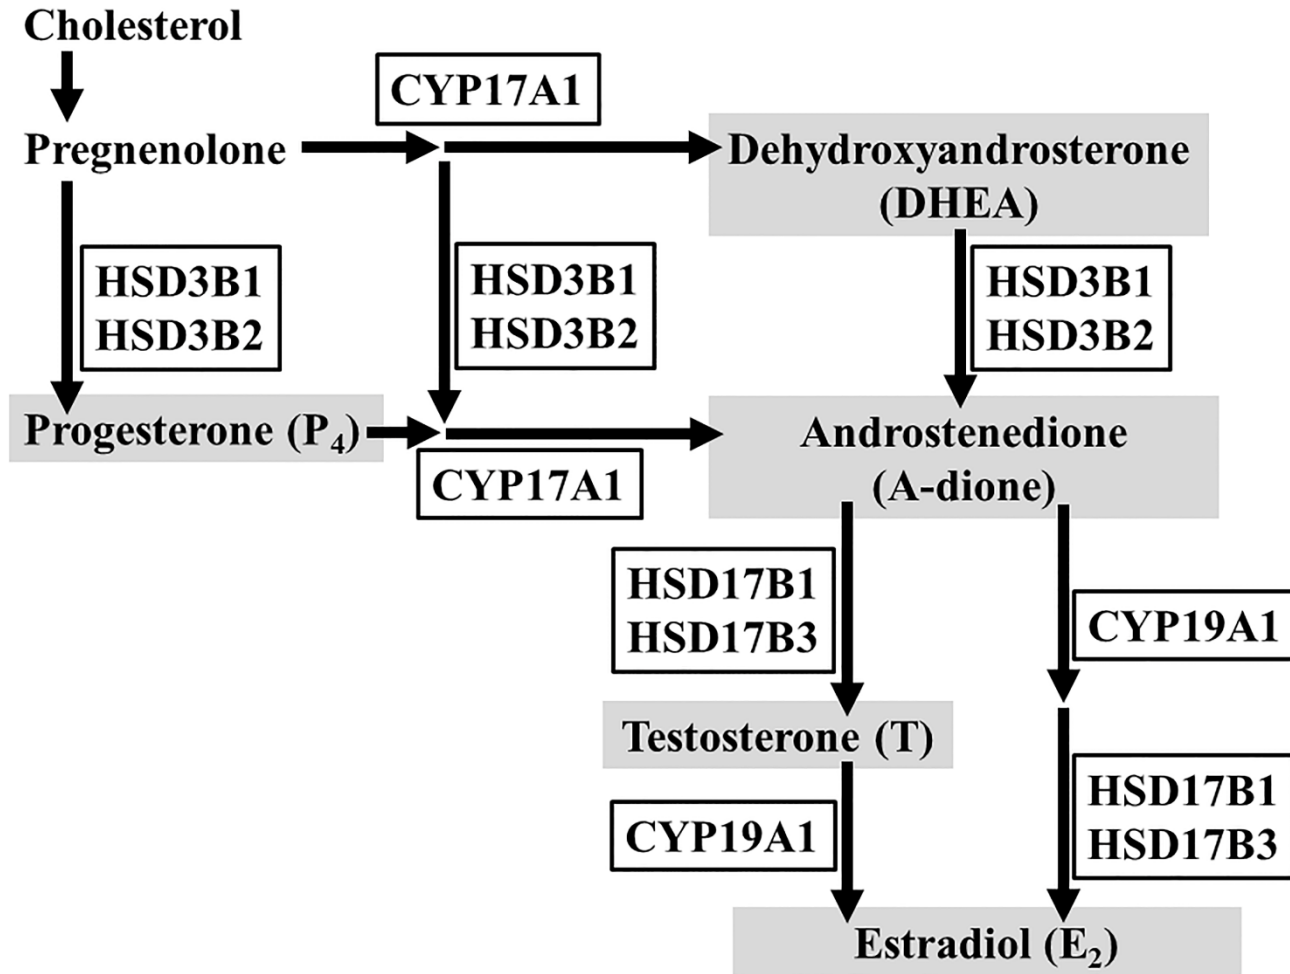 Cholesterol
CYP17A1
Pregnenolone
Dehydroxyandrosterone
(DHEA)
HSD3B1
HSD3B2
HSD3B1
HSD3B2
HSD3B1
HSD3B2
Progesterone (P₄)
Androstenedione
(A-dione)
CYP17A1
HSD17B1
HSD17B3
CYP19A1
Testosterone (T)
CYP19A1
HSD17B1
HSD17B3
Estradiol (E₂)